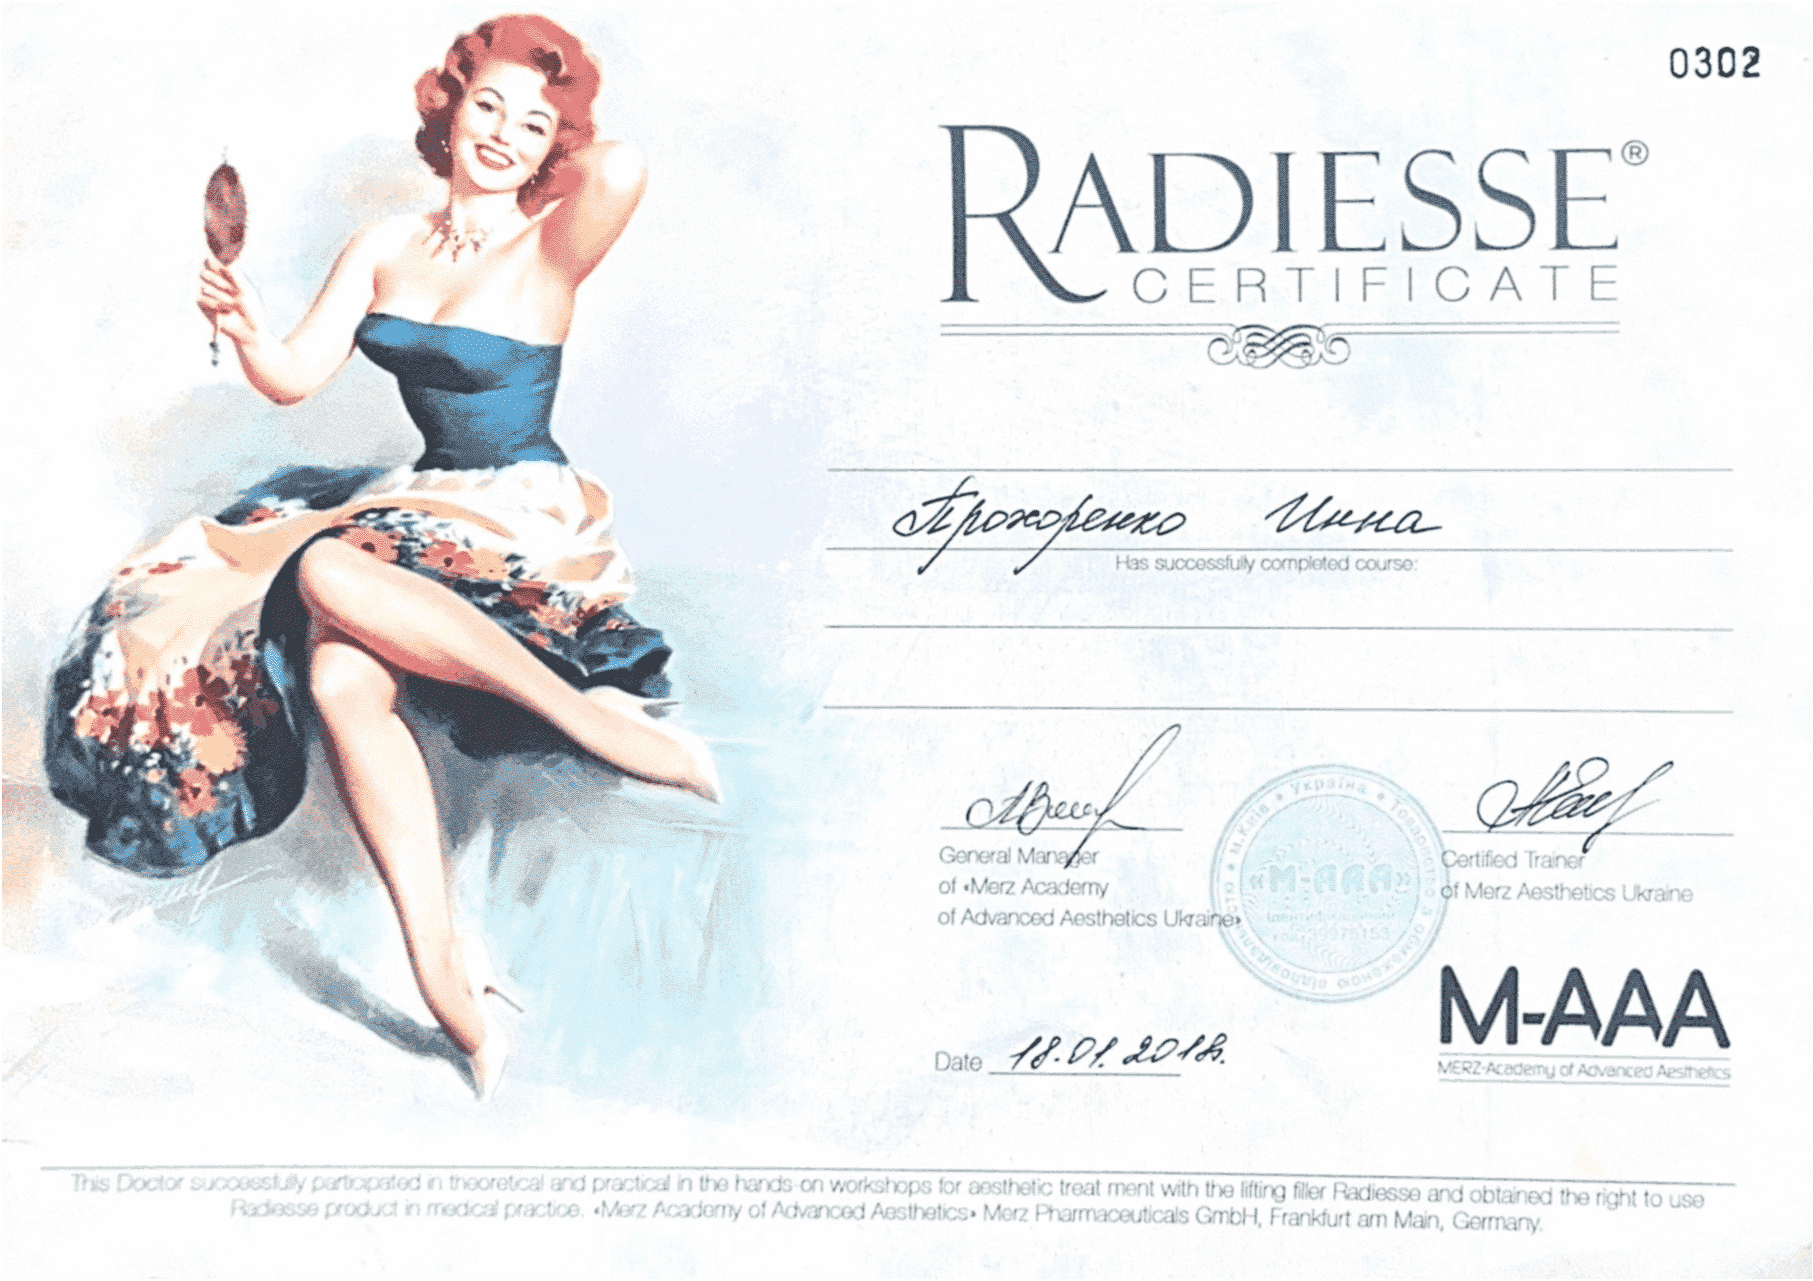 0302
RADIESSE®
CERTIFICATE
Прохоренко Инна
Has successfully completed course:
General Manager
of «Merz Academy
of Advanced Aesthetics Ukraine»
Certified Trainer
of Merz Aesthetics Ukraine
Україна * Товариство з обмеженою відповідальністю * м.Київ *
«М-ААА»
Ідентифікаційний
код 39975153
M-AAA
MERZ-Academy of Advanced Aesthetics
Date 18.01.2018г.
This Doctor successfully participated in theoretical and practical in the hands-on workshops for aesthetic treat ment with the lifting filler Radiesse and obtained the right to use
Radiesse product in medical practice. «Merz Academy of Advanced Aesthetics» Merz Pharmaceuticals GmbH, Frankfurt am Main, Germany.